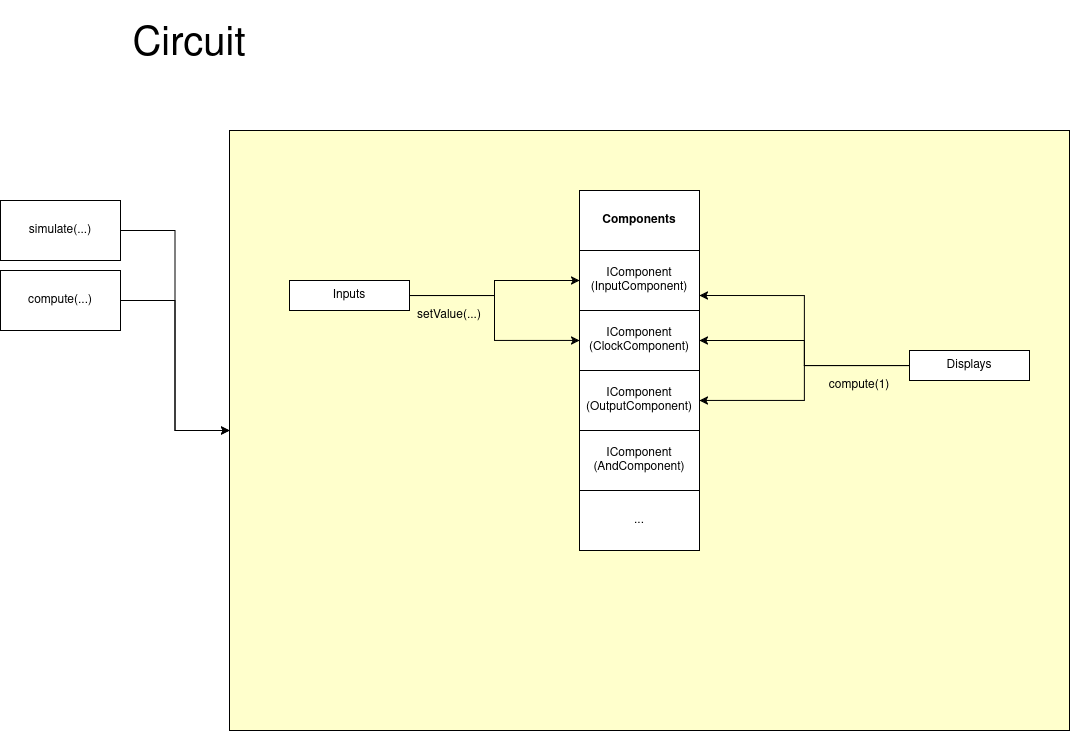 Circuit
simulate(...)
compute(...)
Components
IComponent
(InputComponent)
Inputs
setValue(...)
IComponent
(ClockComponent)
Displays
compute(1)
IComponent
(OutputComponent)
IComponent
(AndComponent)
...